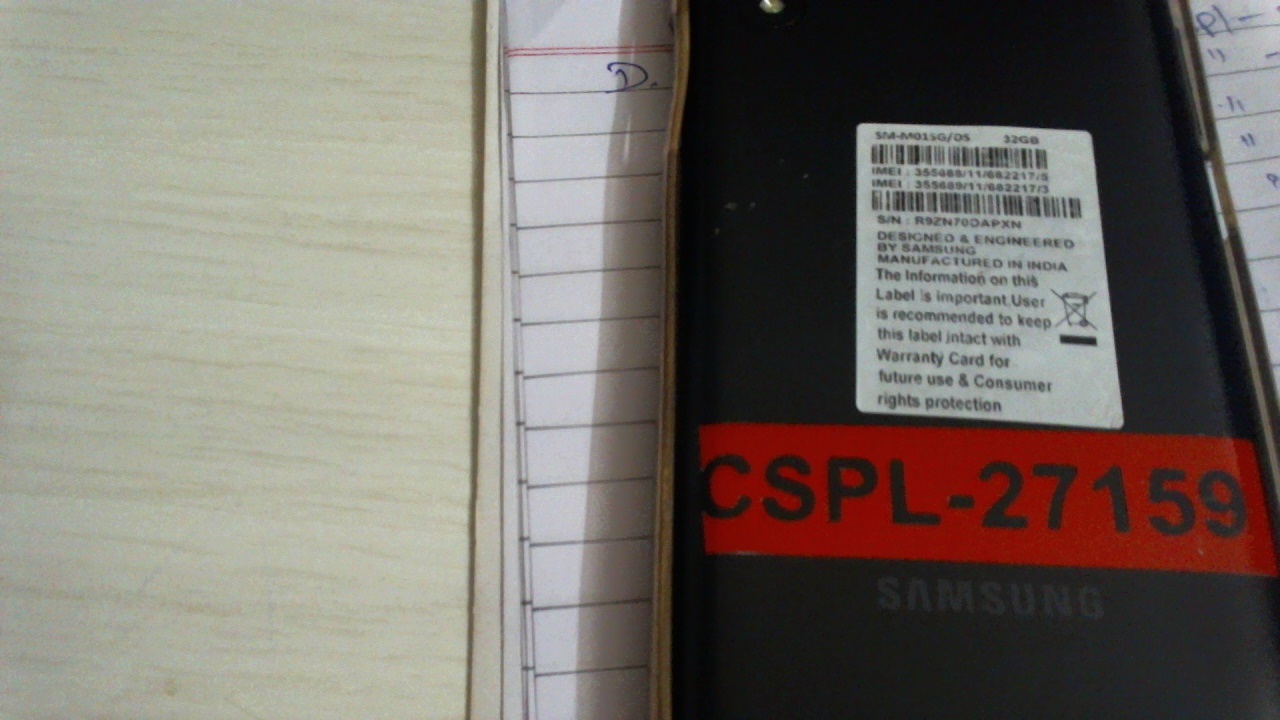 D.
SM-M015G/DS 32GB
IMEI : 355688/11/682217/5
IMEI : 355689/11/682217/3
S/N : R9ZN70DAPXN
DESIGNED & ENGINEERED
BY SAMSUNG
MANUFACTURED IN INDIA
The Information on this
Label is important.User
is recommended to keep
this label intact with
Warranty Card for
future use & Consumer
rights protection
CSPL-27159
SAMSUNG